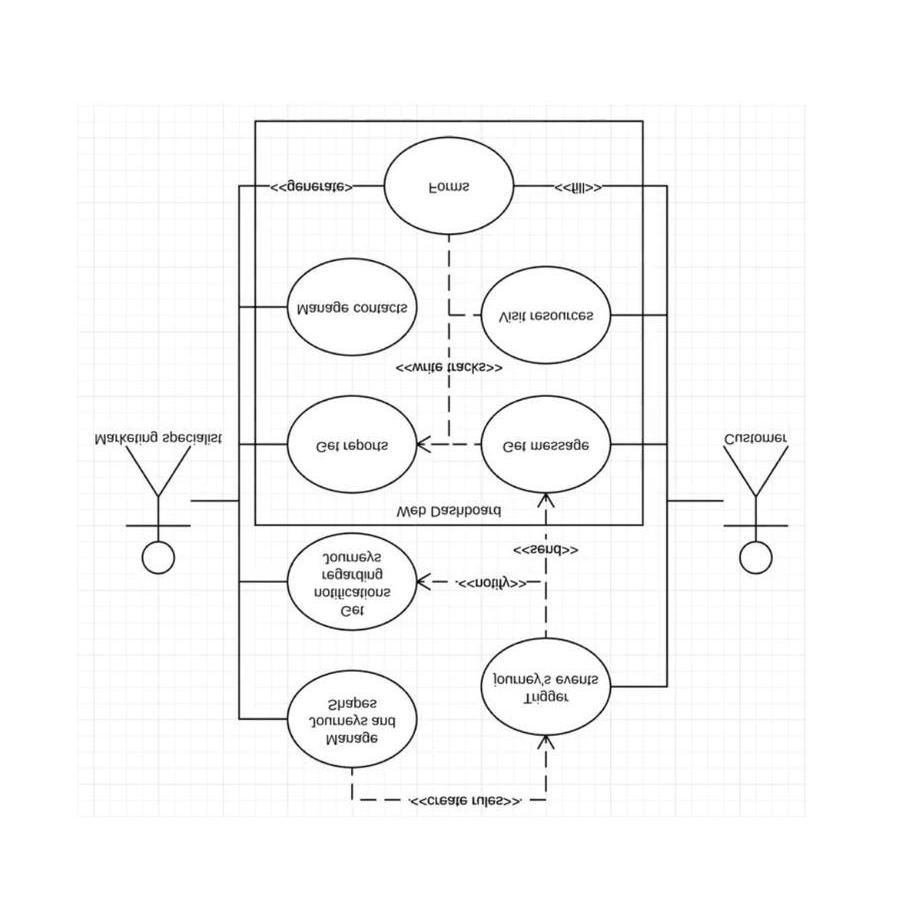 <<create rules>>
Manage
Journeys and
Shapes
Trigger
journey's events
Get
notifications
regarding
Journeys
<<notify>>
<<send>>
Web Dashboard
Marketing specialist
Get reports
Get message
Customer
<<write tracks>>
Manage contacts
Visit resources
<<generate>
Forms
<<fill>>